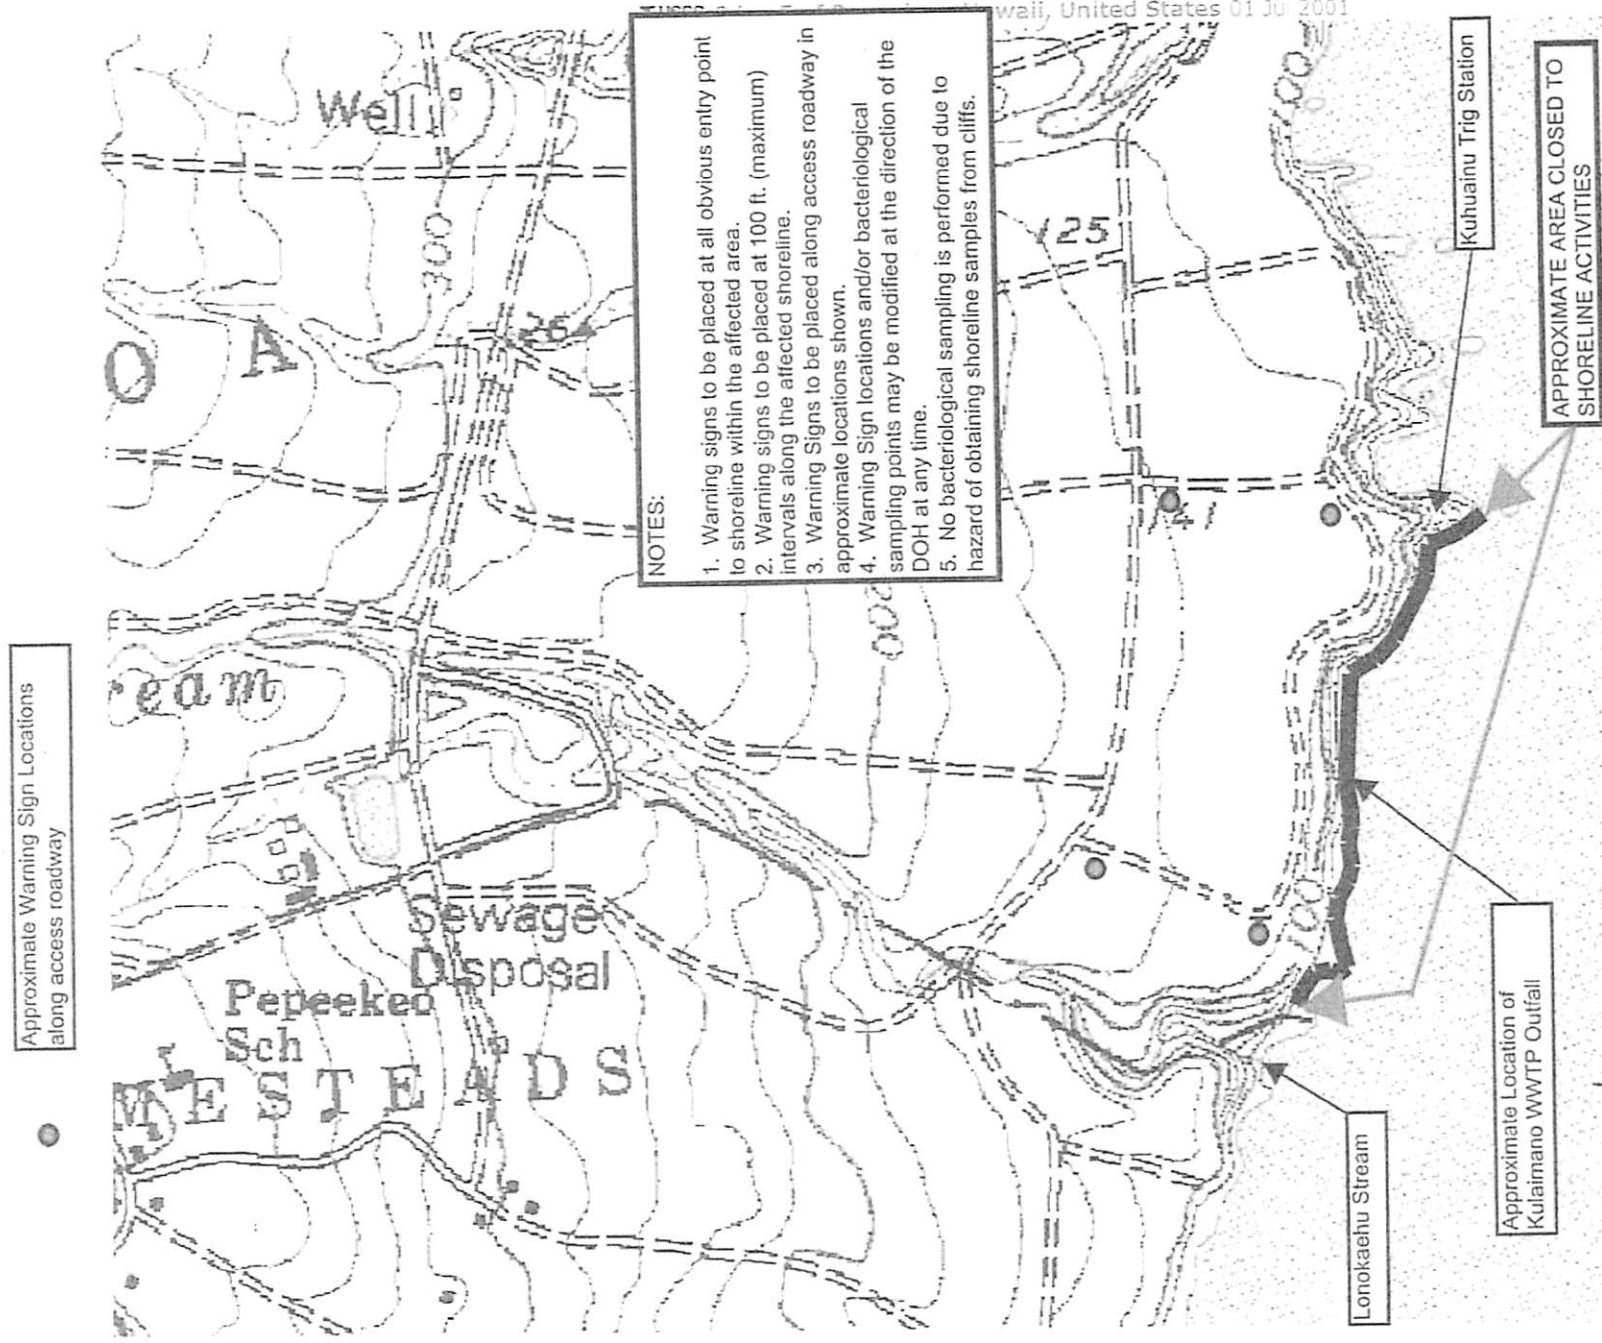 waii, United States 01 Ju 2001
Approximate Warning Sign Locations
along access roadway
NOTES:
1. Warning signs to be placed at all obvious entry point
to shoreline within the affected area.
2. Warning signs to be placed at 100 ft. (maximum)
intervals along the affected shoreline.
3. Warning Signs to be placed along access roadway in
approximate locations shown.
4. Warning Sign locations and/or bacteriological
sampling points may be modified at the direction of the
DOH at any time.
5. No bacteriological sampling is performed due to
hazard of obtaining shoreline samples from cliffs.
Well
300
O A
125
100
ream
Sewage
Disposal
Pepeekeo
Sch
MESTEADS
100
Kuhuainu Trig Station
APPROXIMATE AREA CLOSED TO
SHORELINE ACTIVITIES
Approximate Location of
Kulaimano WWTP Outfall
Lonokaehu Stream